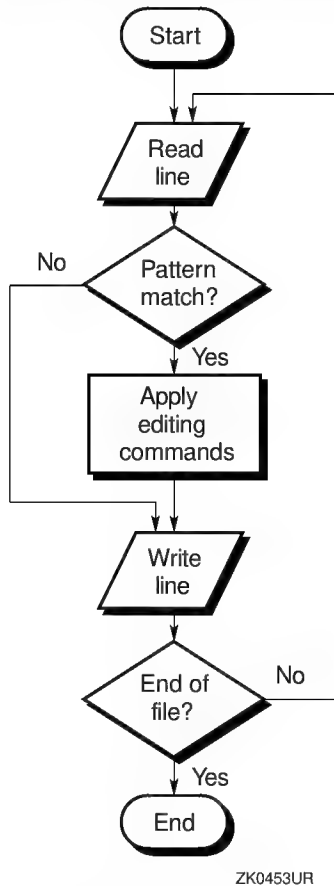 Start
Read
line
No
Pattern
match?
Yes
Apply
editing
commands
Write
line
End of
file?
No
Yes
End
ZK0453UR